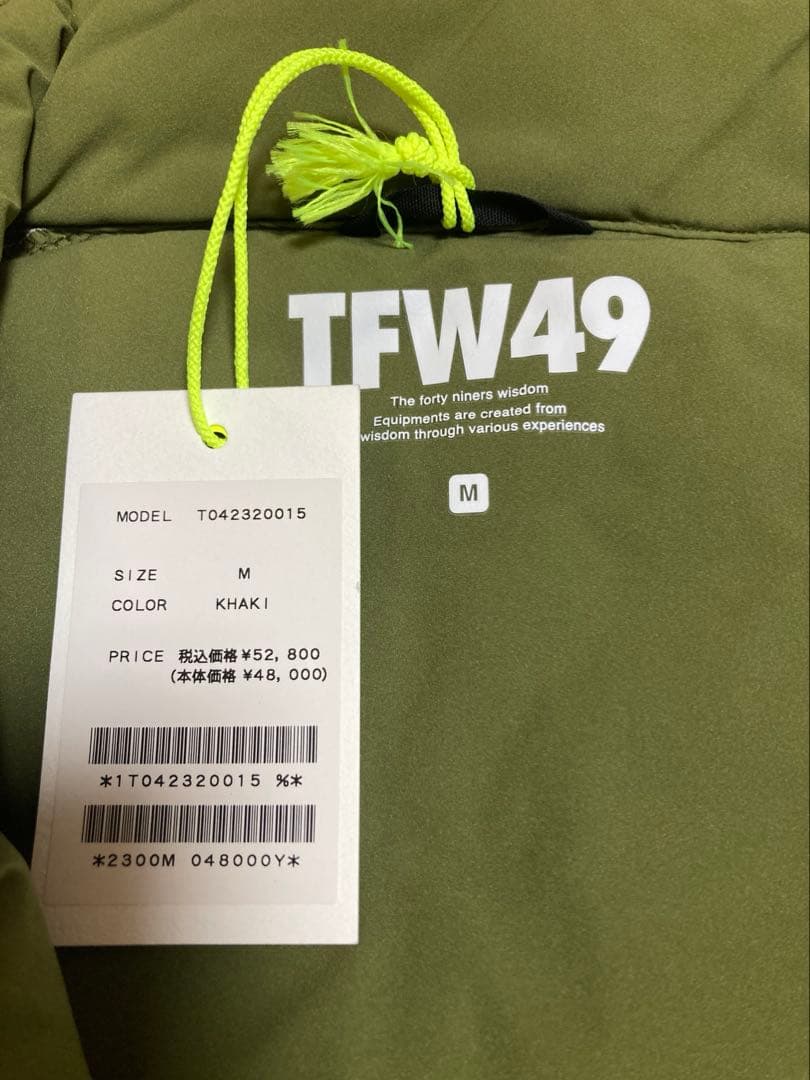 TFW49
The forty niners wisdom
Equipments are created from
wisdom through various experiences
M
MODEL T042320015
SIZE M
COLOR KHAKI
PRICE 税込価格¥52,800
(本体価格 ¥48,000)
*1T042320015 %*
*2300M 048000Y*